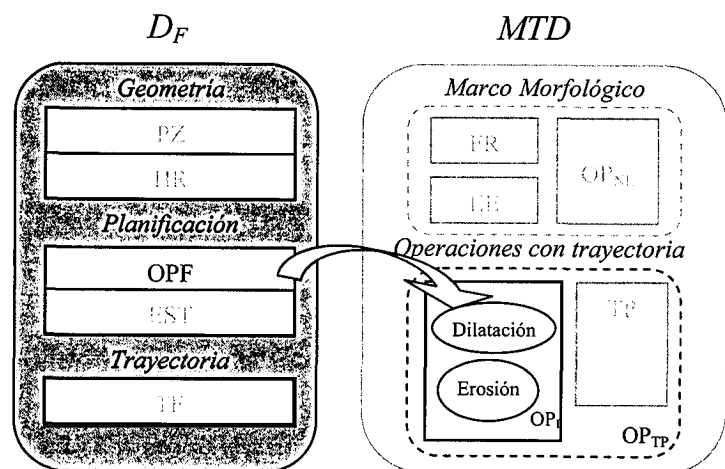 D_F
MTD
Geometría
PZ
HR
Planificación
OPF
EST
Trayectoria
TF
Marco Morfológico
FR
EE
OP_NL
Operaciones con trayectoria
Dilatación
Erosión
OP_I
TP
OP_TP